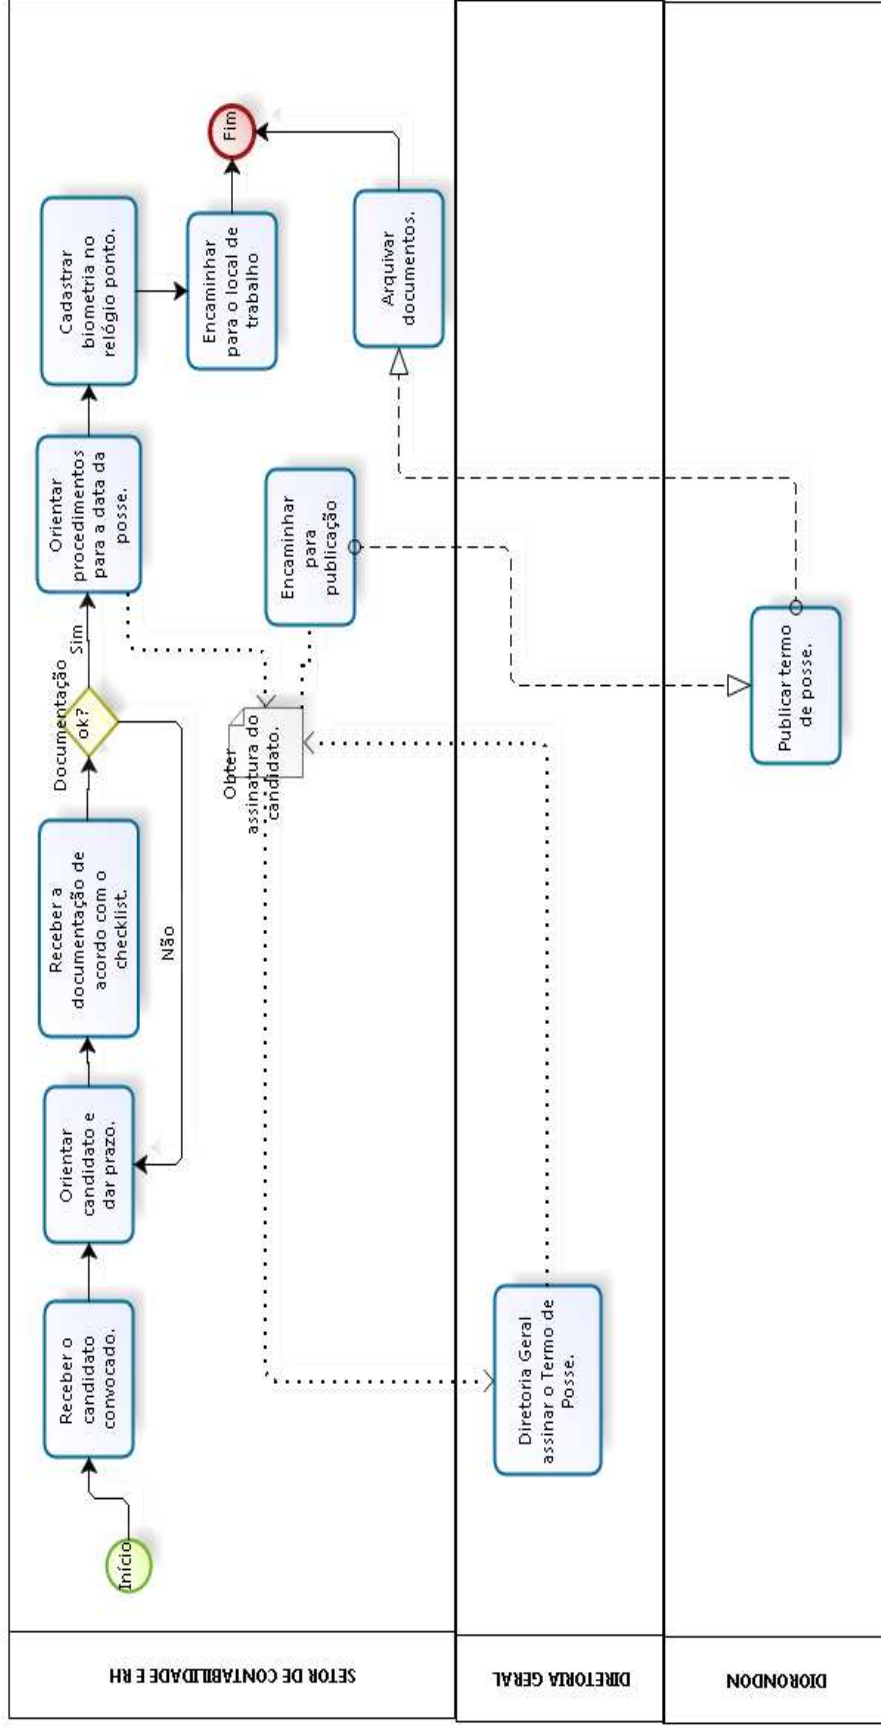 SETOR DE CONTABILIDADE E RH
Início
Receber o
candidato
convocado.
Orientar
candidato e
dar prazo.
Receber a
documentação de
acordo com o
checklist.
Documentação
ok?
Sim
Não
Orientar
procedimentos
para a data da
posse.
Cadastrar
biometria no
relógio ponto.
Encaminhar
para o local de
trabalho
Fim
Obter
assinatura do
candidato.
Encaminhar
para
publicação
Arquivar
documentos.
DIRETORIA GERAL
Diretoria Geral
assinar o Termo de
Posse.
DIORONDON
Publicar termo
de posse.